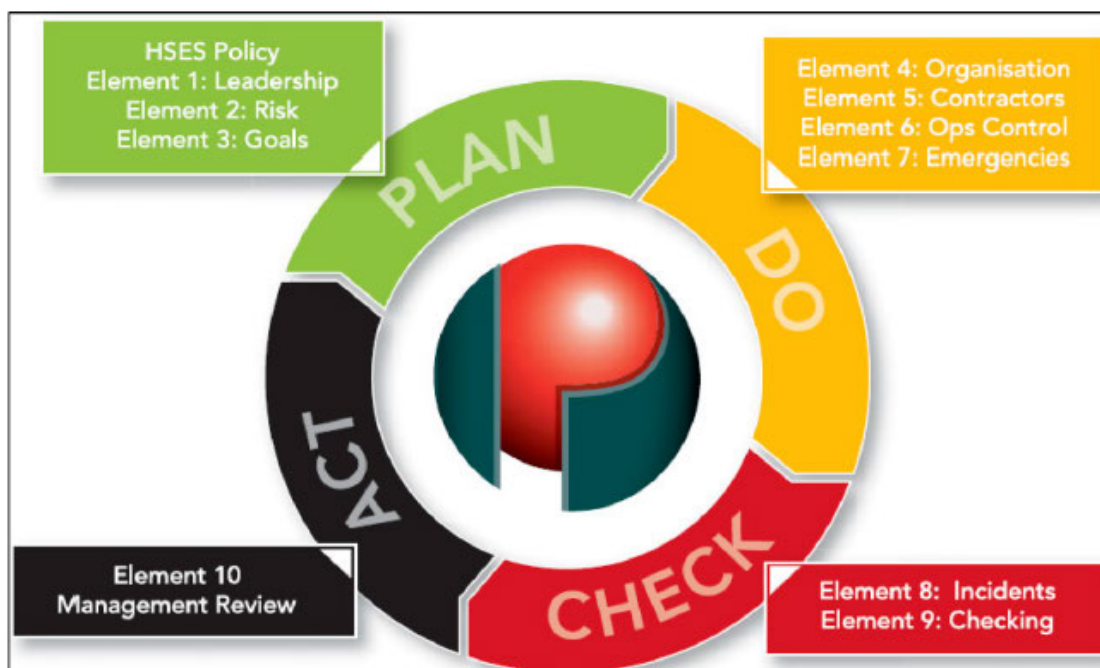 HSES Policy
Element 1: Leadership
Element 2: Risk
Element 3: Goals
Element 4: Organisation
Element 5: Contractors
Element 6: Ops Control
Element 7: Emergencies
PLAN
DO
ACT
CHECK
Element 10
Management Review
Element 8: Incidents
Element 9: Checking